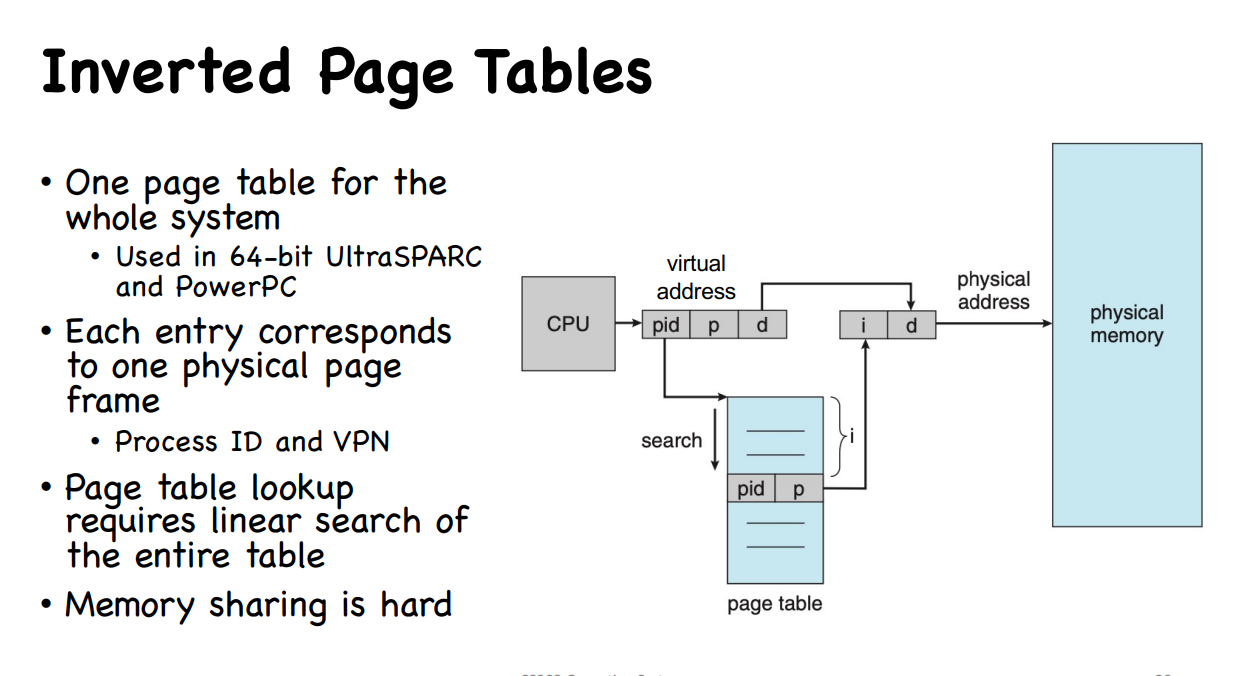 Inverted Page Tables
• One page table for the
whole system
• Used in 64-bit UltraSPARC
and PowerPC
• Each entry corresponds
to one physical page
frame
• Process ID and VPN
• Page table lookup
requires linear search of
the entire table
• Memory sharing is hard
CPU
virtual
address
pid p d
i d
physical
address
physical
memory
search
i
pid p
page table